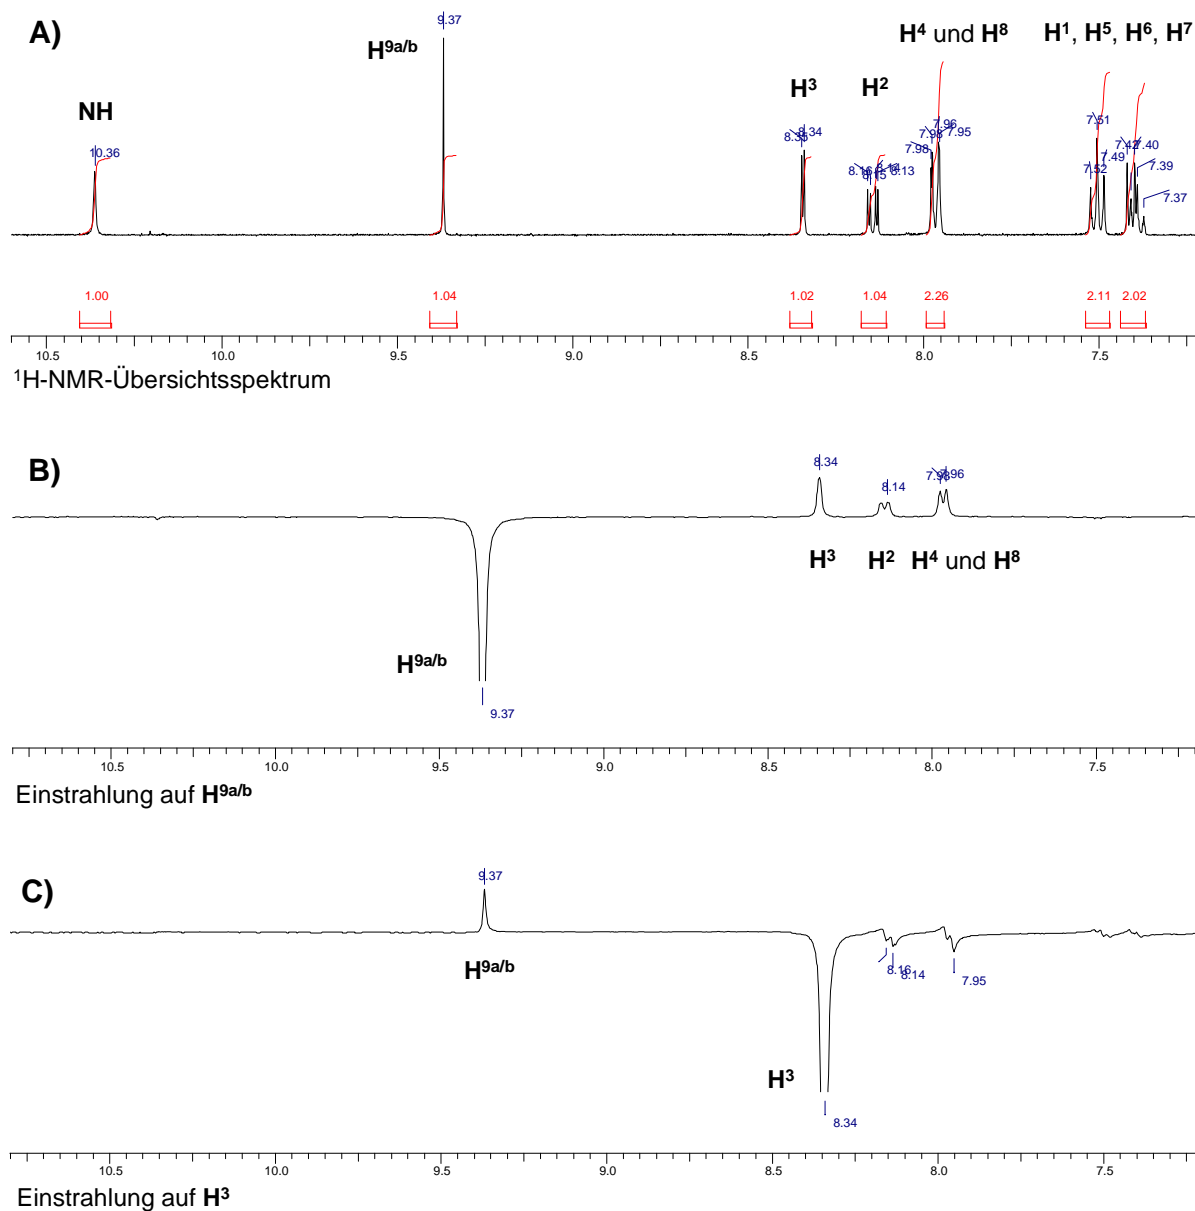 A)
9.37
H9a/b
H4 und H8
H1, H5, H6, H7
NH
H3
H2
10.36
8.35 8.34
8.16 8.15 8.14 8.13
7.98 7.98 7.96 7.95
7.52 7.51 7.49
7.42 7.40 7.39 7.37
1.00 1.04 1.02 1.04 2.26 2.11 2.02
10.5 10.0 9.5 9.0 8.5 8.0 7.5
1H-NMR-Übersichtsspektrum
B)
8.34 8.14 7.98 7.96
H3 H2 H4 und H8
H9a/b
9.37
10.5 10.0 9.5 9.0 8.5 8.0 7.5
Einstrahlung auf H9a/b
C)
9.37
H9a/b
8.16 8.14 7.95
H3
8.34
10.5 10.0 9.5 9.0 8.5 8.0 7.5
Einstrahlung auf H3